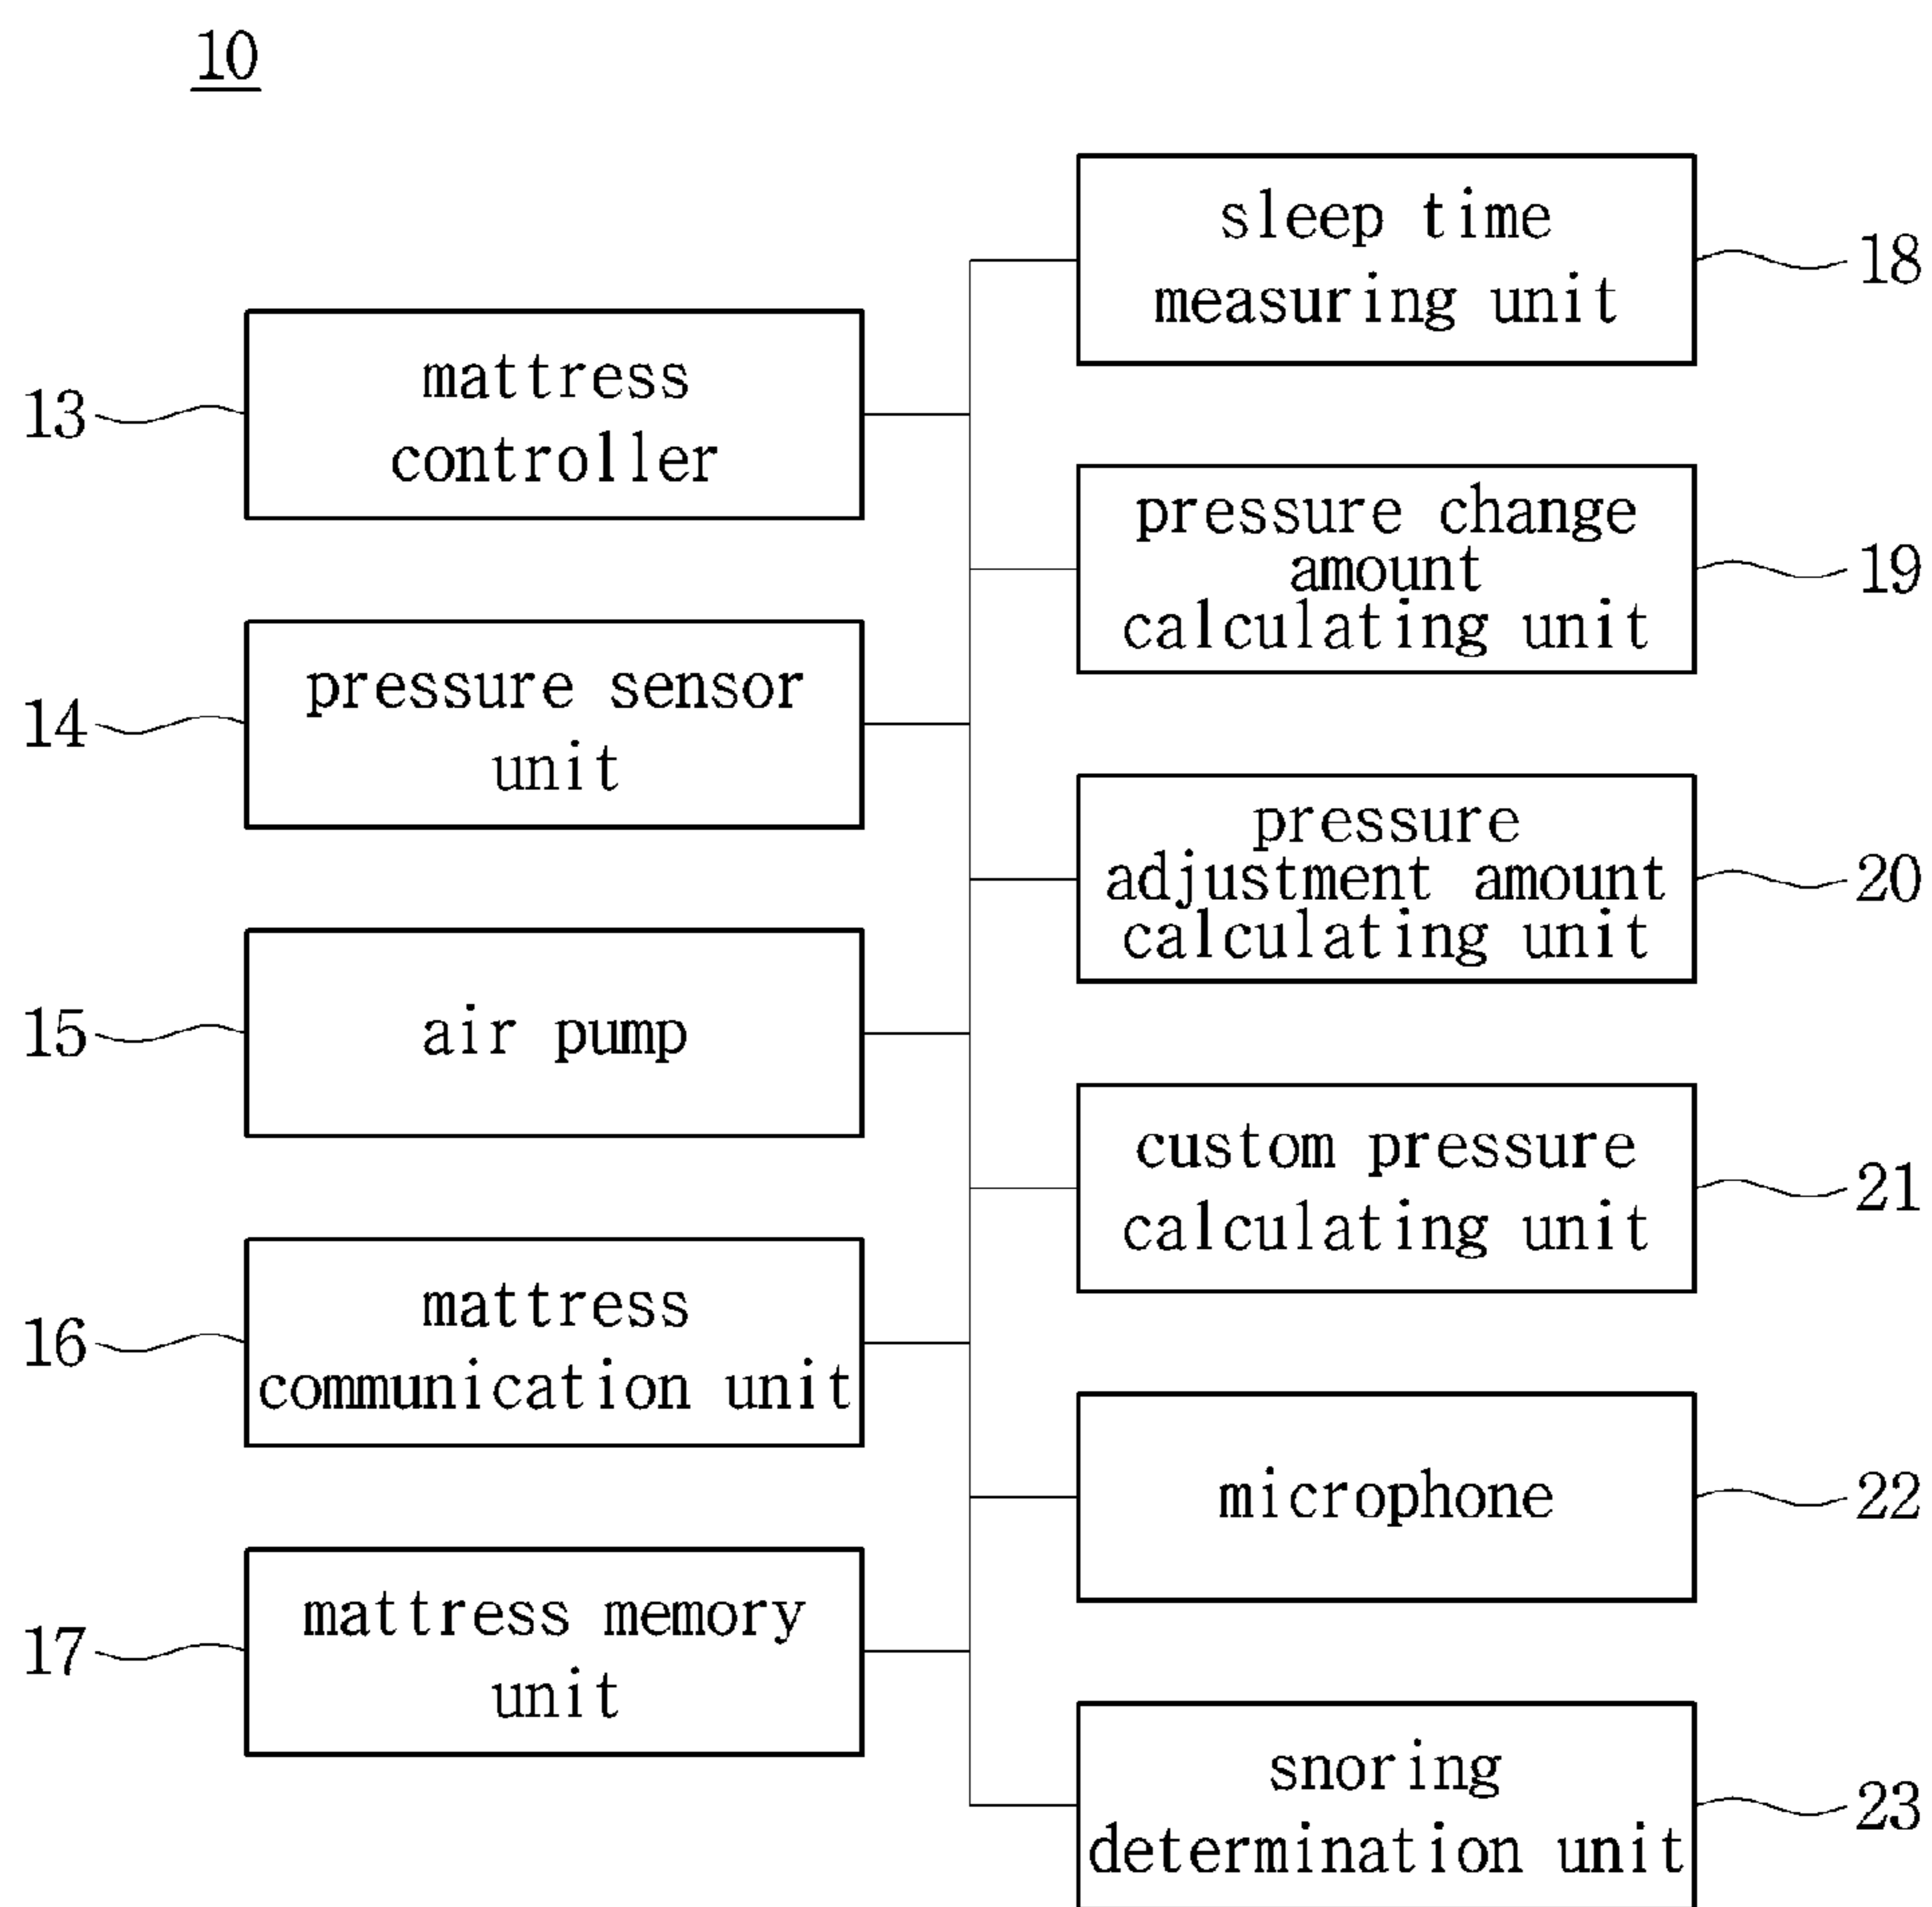 10
13
mattress
controller
14
pressure sensor
unit
15
air pump
16
mattress
communication unit
17
mattress memory
unit
sleep time
measuring unit
18
pressure change
amount
calculating unit
19
pressure
adjustment amount
calculating unit
20
custom pressure
calculating unit
21
microphone
22
snoring
determination unit
23